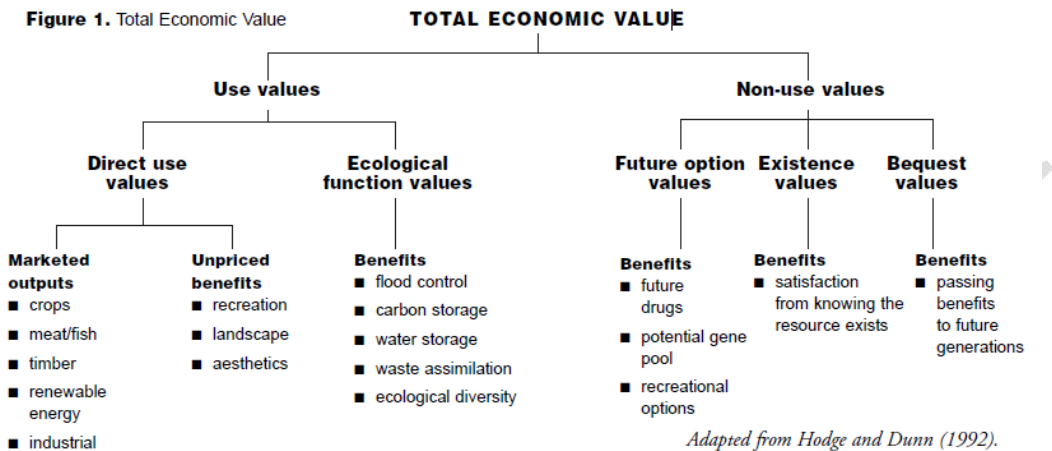 Figure 1. Total Economic Value
TOTAL ECONOMIC VALUE
Use values
Non-use values
Direct use
values
Ecological
function values
Future option
values
Existence
values
Bequest
values
Marketed
outputs
■ crops
■ meat/fish
■ timber
■ renewable
energy
■ industrial
Unpriced
benefits
■ recreation
■ landscape
■ aesthetics
Benefits
■ flood control
■ carbon storage
■ water storage
■ waste assimilation
■ ecological diversity
Benefits
■ future
drugs
■ potential gene
pool
■ recreational
options
Benefits
■ satisfaction
from knowing the
resource exists
Benefits
■ passing
benefits
to future
generations
Adapted from Hodge and Dunn (1992).